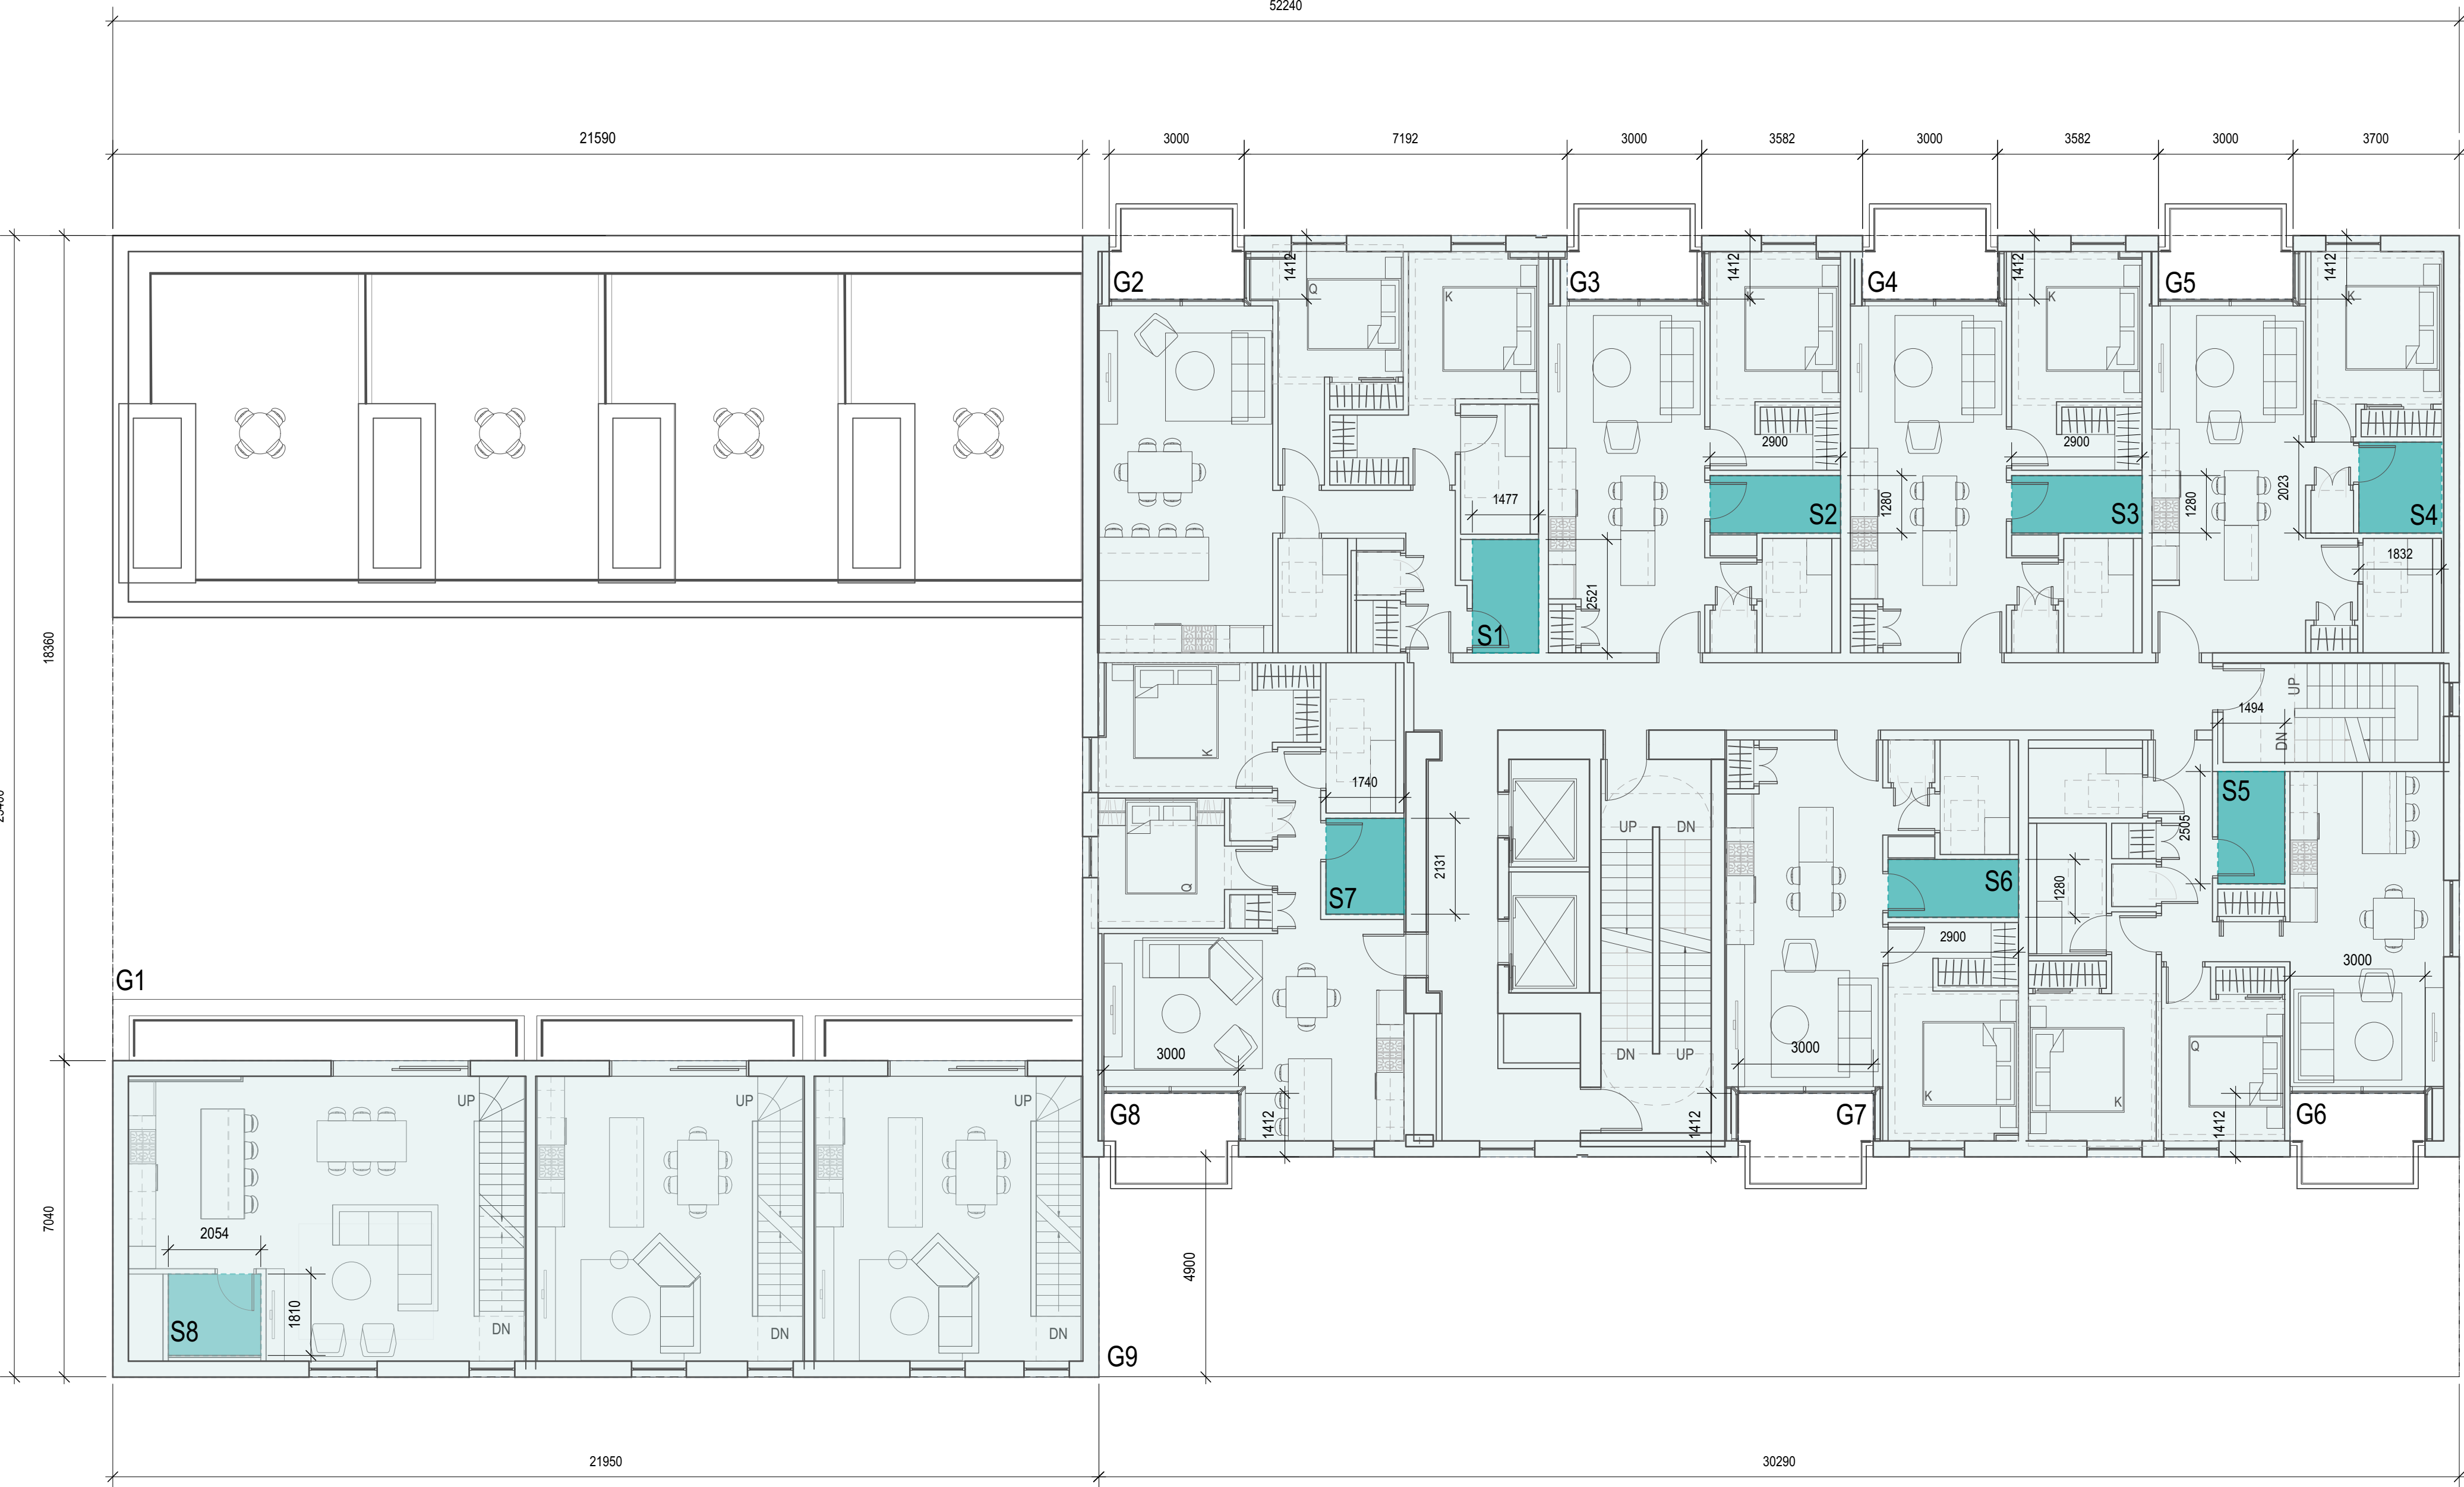 52240
21590
3000
7192
3000
3582
3000
3582
3000
3700
G2
1412
Q
K
G3
1412
K
G4
1412
K
G5
1412
K
2900
2900
1477
S2
1280
S3
1280
2023
S4
1832
2521
S1
18360
UP
1494
DN
K
1740
S5
UP
DN
2505
2131
S7
S6
1280
Q
2900
3000
G1
3000
DN
UP
3000
Q
K
K
UP
UP
UP
G8
1412
1412
G7
1412
G6
7040
2054
4900
1810
S8
DN
DN
DN
G9
21950
30290